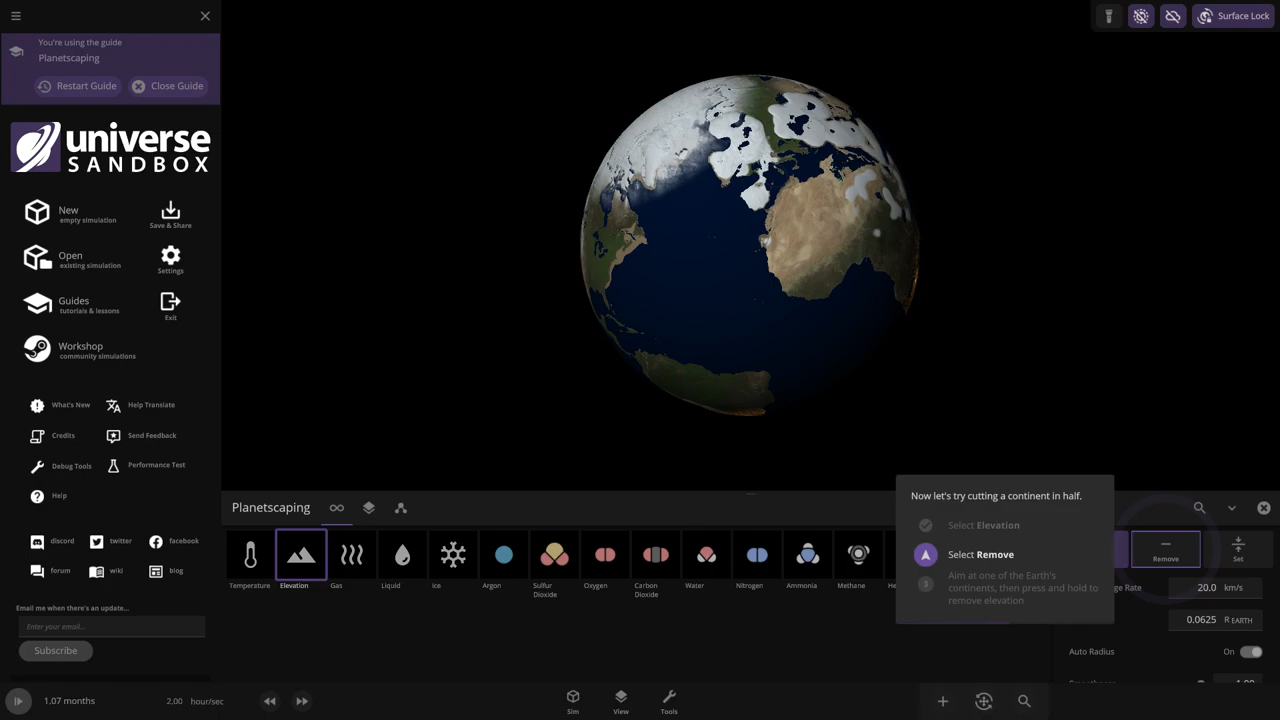 You're using the guide
Planetscaping
Restart Guide
Close Guide
Surface Lock
universe
SANDBOX
New
empty simulation
Save & Share
Open
existing simulation
Settings
Guides
tutorials & lessons
Exit
Workshop
community simulations
What's New
Help Translate
Credits
Send Feedback
Debug Tools
Performance Test
Help
discord
twitter
facebook
forum
wiki
blog
Email me when there's an update...
Enter your email...
Subscribe
Planetscaping
Temperature
Elevation
Gas
Liquid
Ice
Argon
Sulfur
Dioxide
Oxygen
Carbon
Dioxide
Water
Nitrogen
Ammonia
Methane
Now let's try cutting a continent in half.
Select Elevation
Select Remove
3
Aim at one of the Earth's
continents, then press and hold to
remove elevation
Remove
Set
ge Rate
20.0 km/s
0.0625 R EARTH
Auto Radius
On
1.07 months
2.00 hour/sec
Sim
View
Tools